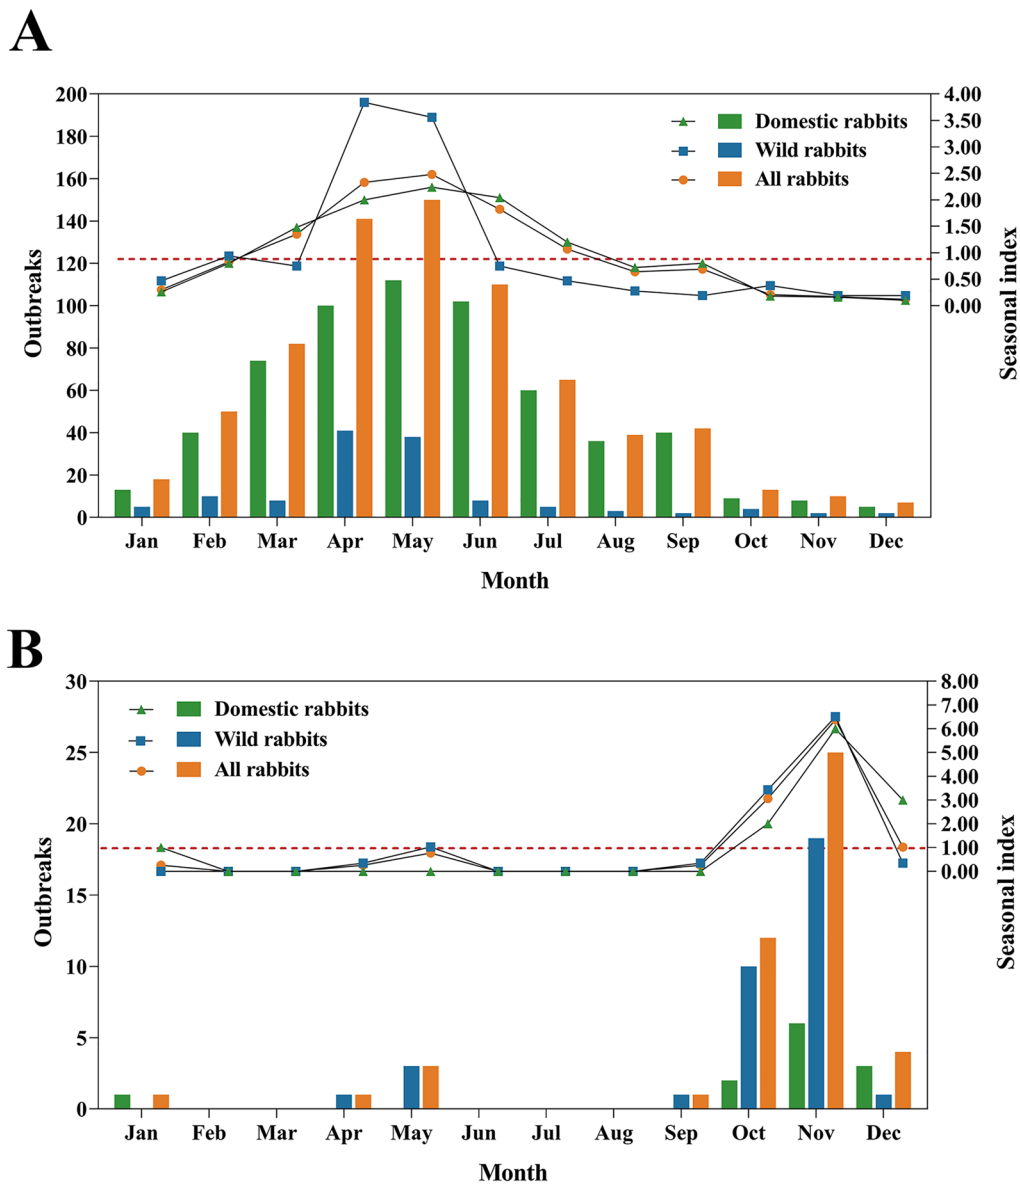 A
200
180
160
140
120
100
80
60
40
20
0
Outbreaks
4.00
3.50
3.00
2.50
2.00
1.50
1.00
0.50
0.00
Seasonal index
Domestic rabbits
Wild rabbits
All rabbits
Jan Feb Mar Apr May Jun Jul Aug Sep Oct Nov Dec
Month
B
30
25
20
15
10
5
0
Outbreaks
8.00
7.00
6.00
5.00
4.00
3.00
2.00
1.00
0.00
Seasonal index
Domestic rabbits
Wild rabbits
All rabbits
Jan Feb Mar Apr May Jun Jul Aug Sep Oct Nov Dec
Month